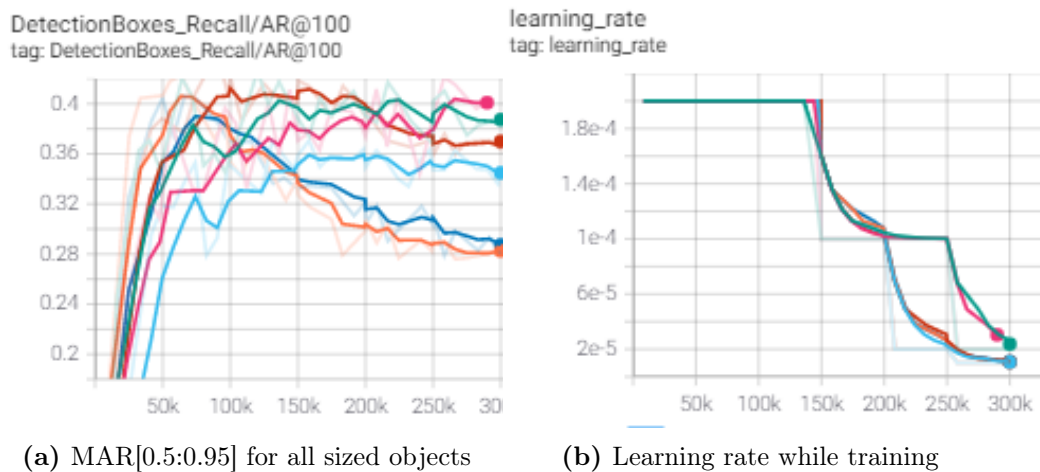 DetectionBoxes_Recall/AR@100
tag: DetectionBoxes_Recall/AR@100
0.4
0.36
0.32
0.28
0.24
0.2
50k 100k 150k 200k 250k 30
(a) MAR[0.5:0.95] for all sized objects
learning_rate
tag: learning_rate
1.8e-4
1.4e-4
1e-4
6e-5
2e-5
50k 100k 150k 200k 250k 300k
(b) Learning rate while training